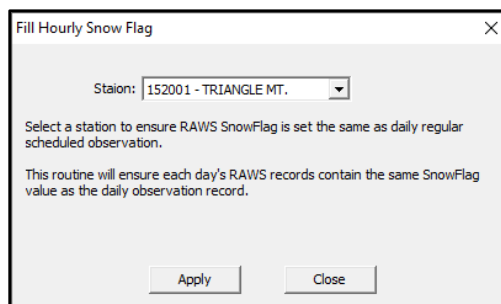 Fill Hourly Snow Flag
Staion: 152001 - TRIANGLE MT.
Select a station to ensure RAWS SnowFlag is set the same as daily regular
scheduled observation.
This routine will ensure each day's RAWS records contain the same SnowFlag
value as the daily observation record.
Apply Close